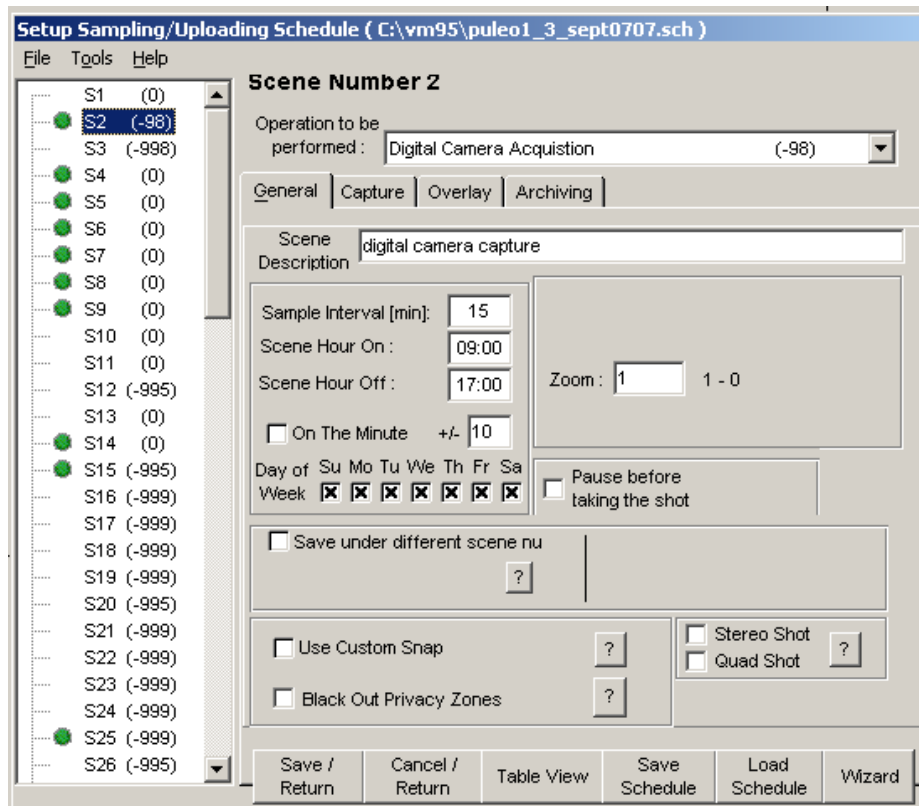 Setup Sampling/Uploading Schedule ( C:\vm95\puleo1_3_sept0707.sch )
File Tools Help
S1 (0)
S2 (-98)
S3 (-998)
S4 (0)
S5 (0)
S6 (0)
S7 (0)
S8 (0)
S9 (0)
S10 (0)
S11 (0)
S12 (-995)
S13 (0)
S14 (0)
S15 (-995)
S16 (-999)
S17 (-999)
S18 (-999)
S19 (-999)
S20 (-995)
S21 (-999)
S22 (-999)
S23 (-999)
S24 (-999)
S25 (-999)
S26 (-995)
Scene Number 2
Operation to be
performed : Digital Camera Acquistion (-98)
General Capture Overlay Archiving
Scene
Description
digital camera capture
Sample Interval [min]: 15
Scene Hour On : 09:00
Scene Hour Off : 17:00
On The Minute +/- 10
Day of
Week
Su Mo Tu We Th Fr Sa
Zoom : 1 1 - 0
Pause before
taking the shot
Save under different scene nu
?
Use Custom Snap ?
Black Out Privacy Zones ?
Stereo Shot
Quad Shot
?
Save /
Return
Cancel /
Return
Table View
Save
Schedule
Load
Schedule
Wizard